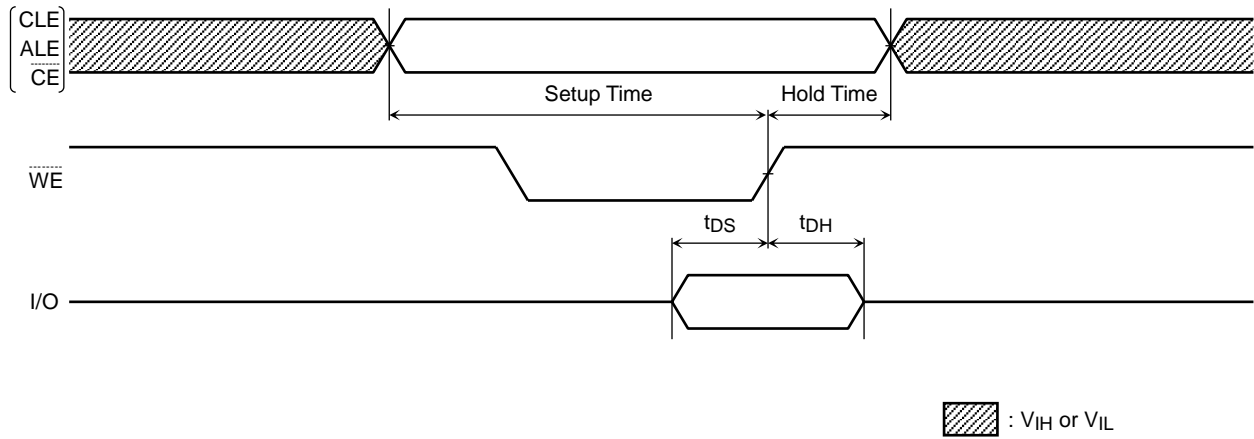 CLE
ALE
CE
Setup Time
Hold Time
WE
tDS
tDH
I/O
: VIH or VIL